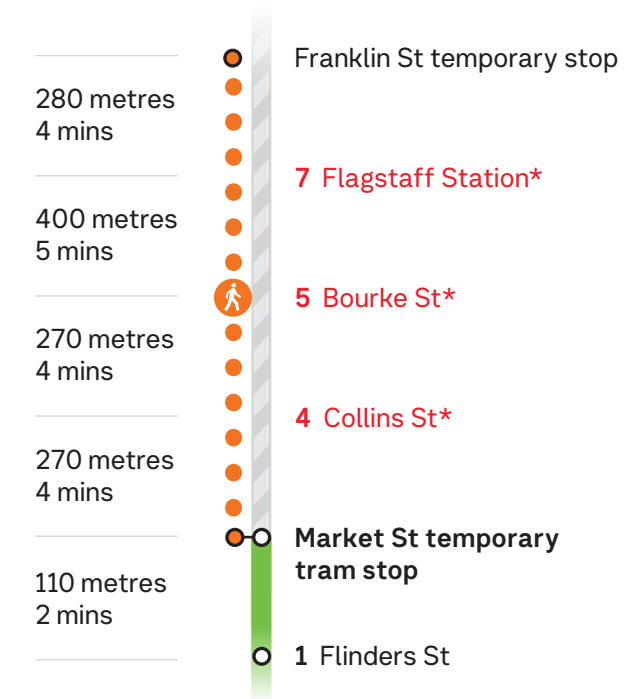 Franklin St temporary stop
280 metres
4 mins
7 Flagstaff Station*
400 metres
5 mins
5 Bourke St*
270 metres
4 mins
4 Collins St*
270 metres
4 mins
Market St temporary
tram stop
110 metres
2 mins
1 Flinders St